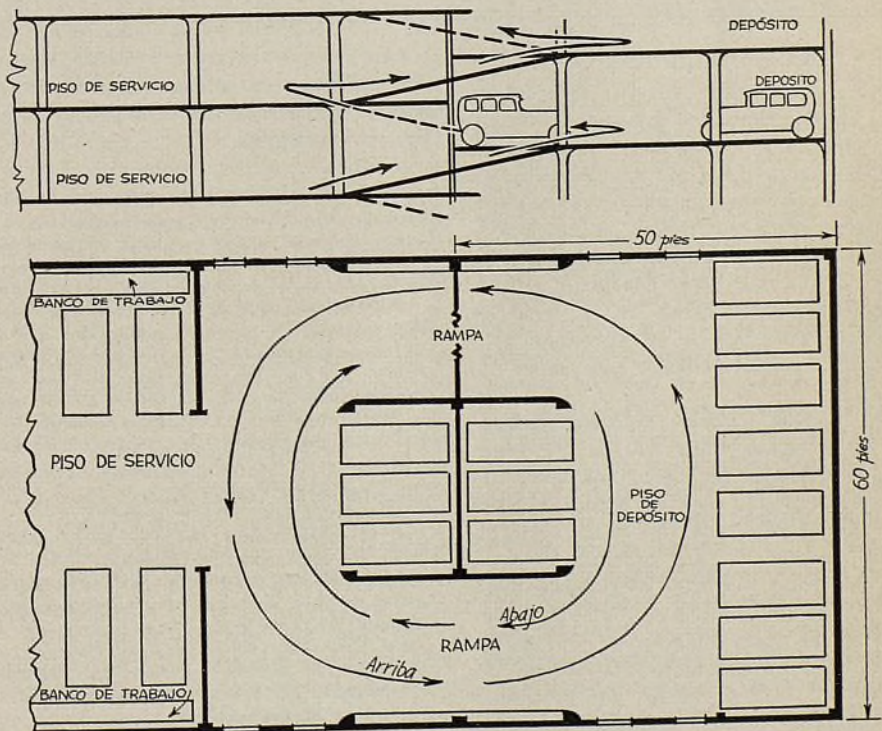 DEPÓSITO
PISO DE SERVICIO
DEPOSITO
PISO DE SERVICIO
50 pies
BANCO DE TRABAJO
RAMPA
PISO DE SERVICIO
PISO
DE
DEPÓSITO
60 pies
Abajo
RAMPA
Arriba
BANCO DE TRABAJO